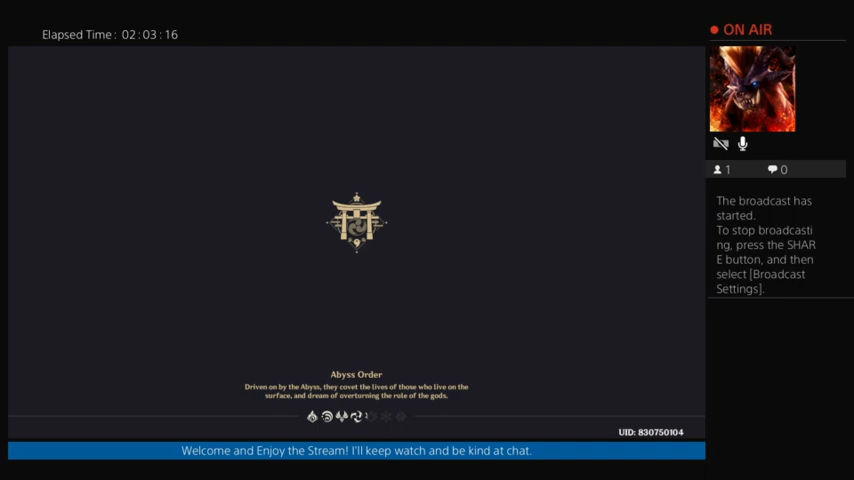 Elapsed Time: 02:03:16
ON AIR
1 0
The broadcast has
started.
To stop broadcasti
ng, press the SHAR
E button, and then
select [Broadcast
Settings].
Abyss Order
Driven on by the Abyss, they covet the lives of those who live on the
surface, and dream of overturning the rule of the gods.
UID: 830750104
Welcome and Enjoy the Stream! I'll keep watch and be kind at chat.